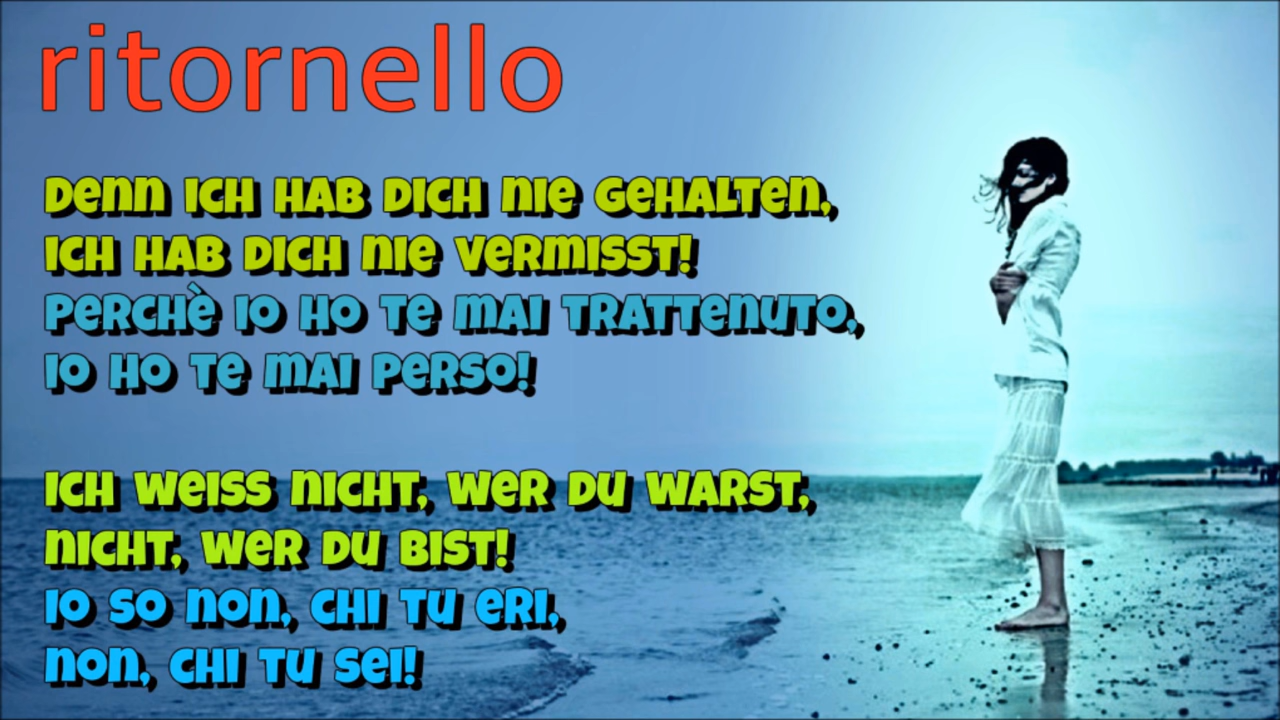 ritornello
Denn ich hab dich nie gehalten,
ich hab dich nie vermisst!
Perchè io ho te mai trattenuto,
io ho te mai perso!
Ich weiss nicht, wer du warst,
nicht, wer du bist!
Io so non, chi tu eri,
non, chi tu sei!